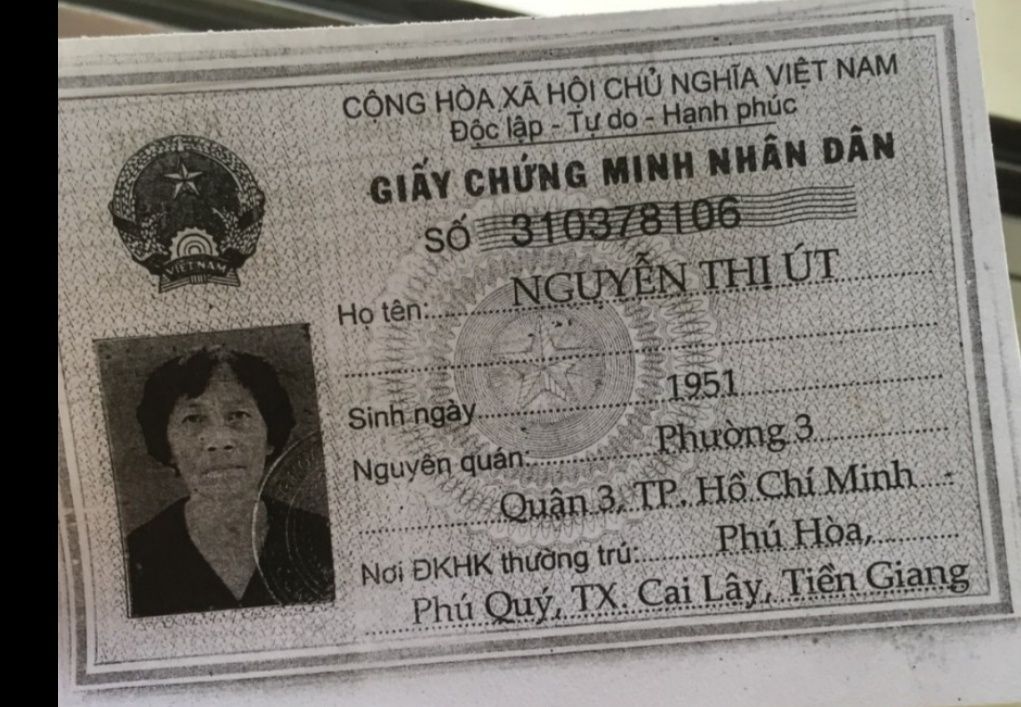 CỘNG HÒA XÃ HỘI CHỦ NGHĨA VIỆT NAM
Độc lập - Tự do - Hạnh phúc
GIẤY CHỨNG MINH NHÂN DÂN
SỐ 310378106
Họ tên: NGUYỄN THỊ ÚT
Sinh ngày 1951
Nguyên quán: Phường 3
Quận 3, TP. Hồ Chí Minh -
Nơi ĐKHK thường trú: Phú Hòa,
Phú Quý, TX. Cai Lậy, Tiền Giang
VIỆT NAM